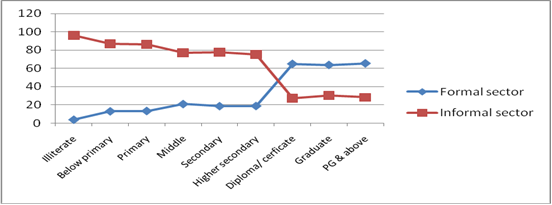 120
100
80
60
40
20
0
Illiterate
Below primary
Primary
Middle
Secondary
Higher secondary
Diploma/ cerficate
Graduate
PG & above
Formal sector
Informal sector